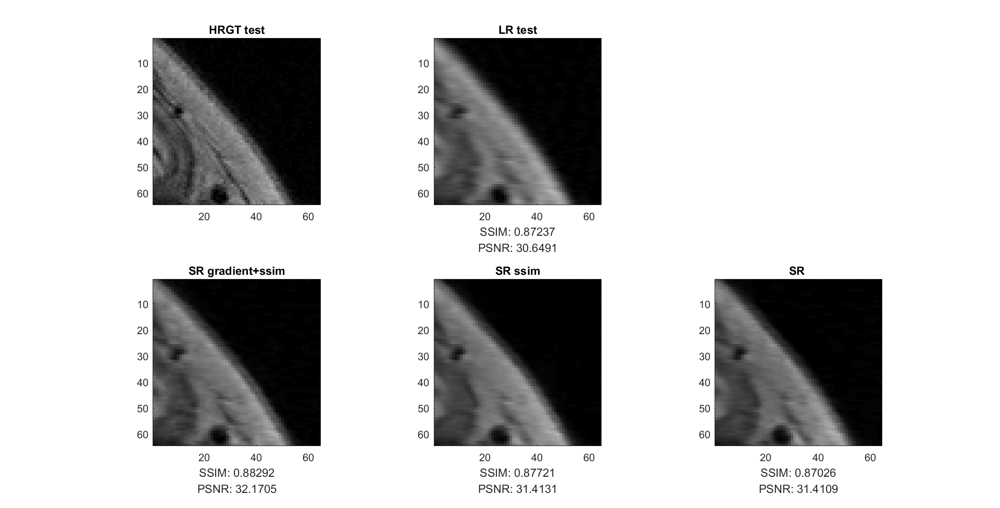 HRGT test
10
20
30
40
50
60
20 40 60
LR test
10
20
30
40
50
60
20 40 60
SSIM: 0.87237
PSNR: 30.6491
SR gradient+ssim
10
20
30
40
50
60
20 40 60
SSIM: 0.88292
PSNR: 32.1705
SR ssim
10
20
30
40
50
60
20 40 60
SSIM: 0.87721
PSNR: 31.4131
SR
10
20
30
40
50
60
20 40 60
SSIM: 0.87026
PSNR: 31.4109